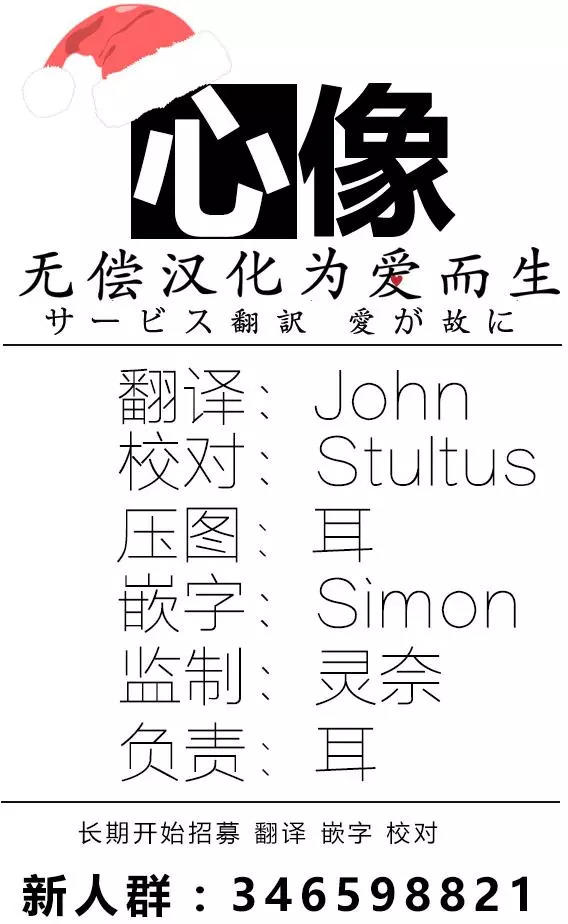 心像
无偿汉化为爱而生
サービス翻訳 愛が故に
翻译：John
校对：Stultus
压图：耳
嵌字：Simon
监制：灵奈
负责：耳
长期开始招募 翻译 嵌字 校对
新人群：346598821